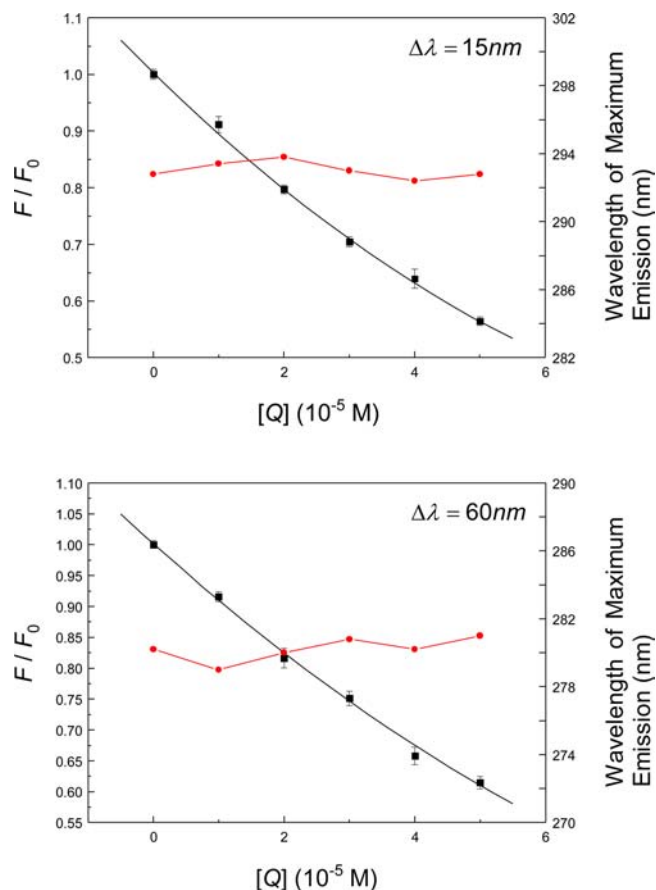 1.1
1.0
0.9
0.8
0.7
0.6
0.5
F / F0
302
298
294
290
286
282
Wavelength of Maximum
Emission (nm)
Δλ = 15nm
0 2 4 6
[Q] (10-5 M)
1.10
1.05
1.00
0.95
0.90
0.85
0.80
0.75
0.70
0.65
0.60
0.55
F / F0
290
286
282
278
274
270
Wavelength of Maximum
Emission (nm)
Δλ = 60nm
0 2 4 6
[Q] (10-5 M)